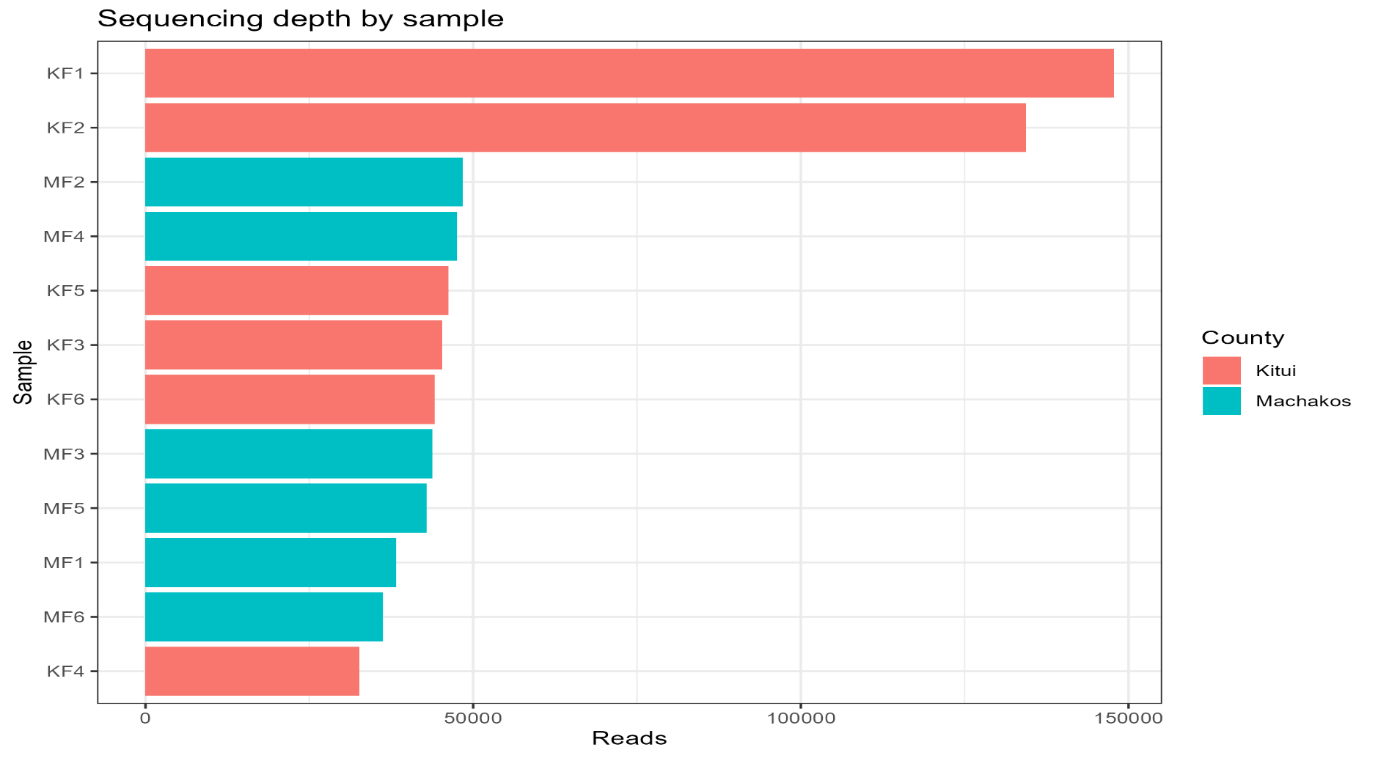 Sequencing depth by sample
KF1
KF2
MF2
MF4
KF5
KF3
KF6
MF3
MF5
MF1
MF6
KF4
Sample
0 50000 100000 150000
Reads
County
Kitui
Machakos